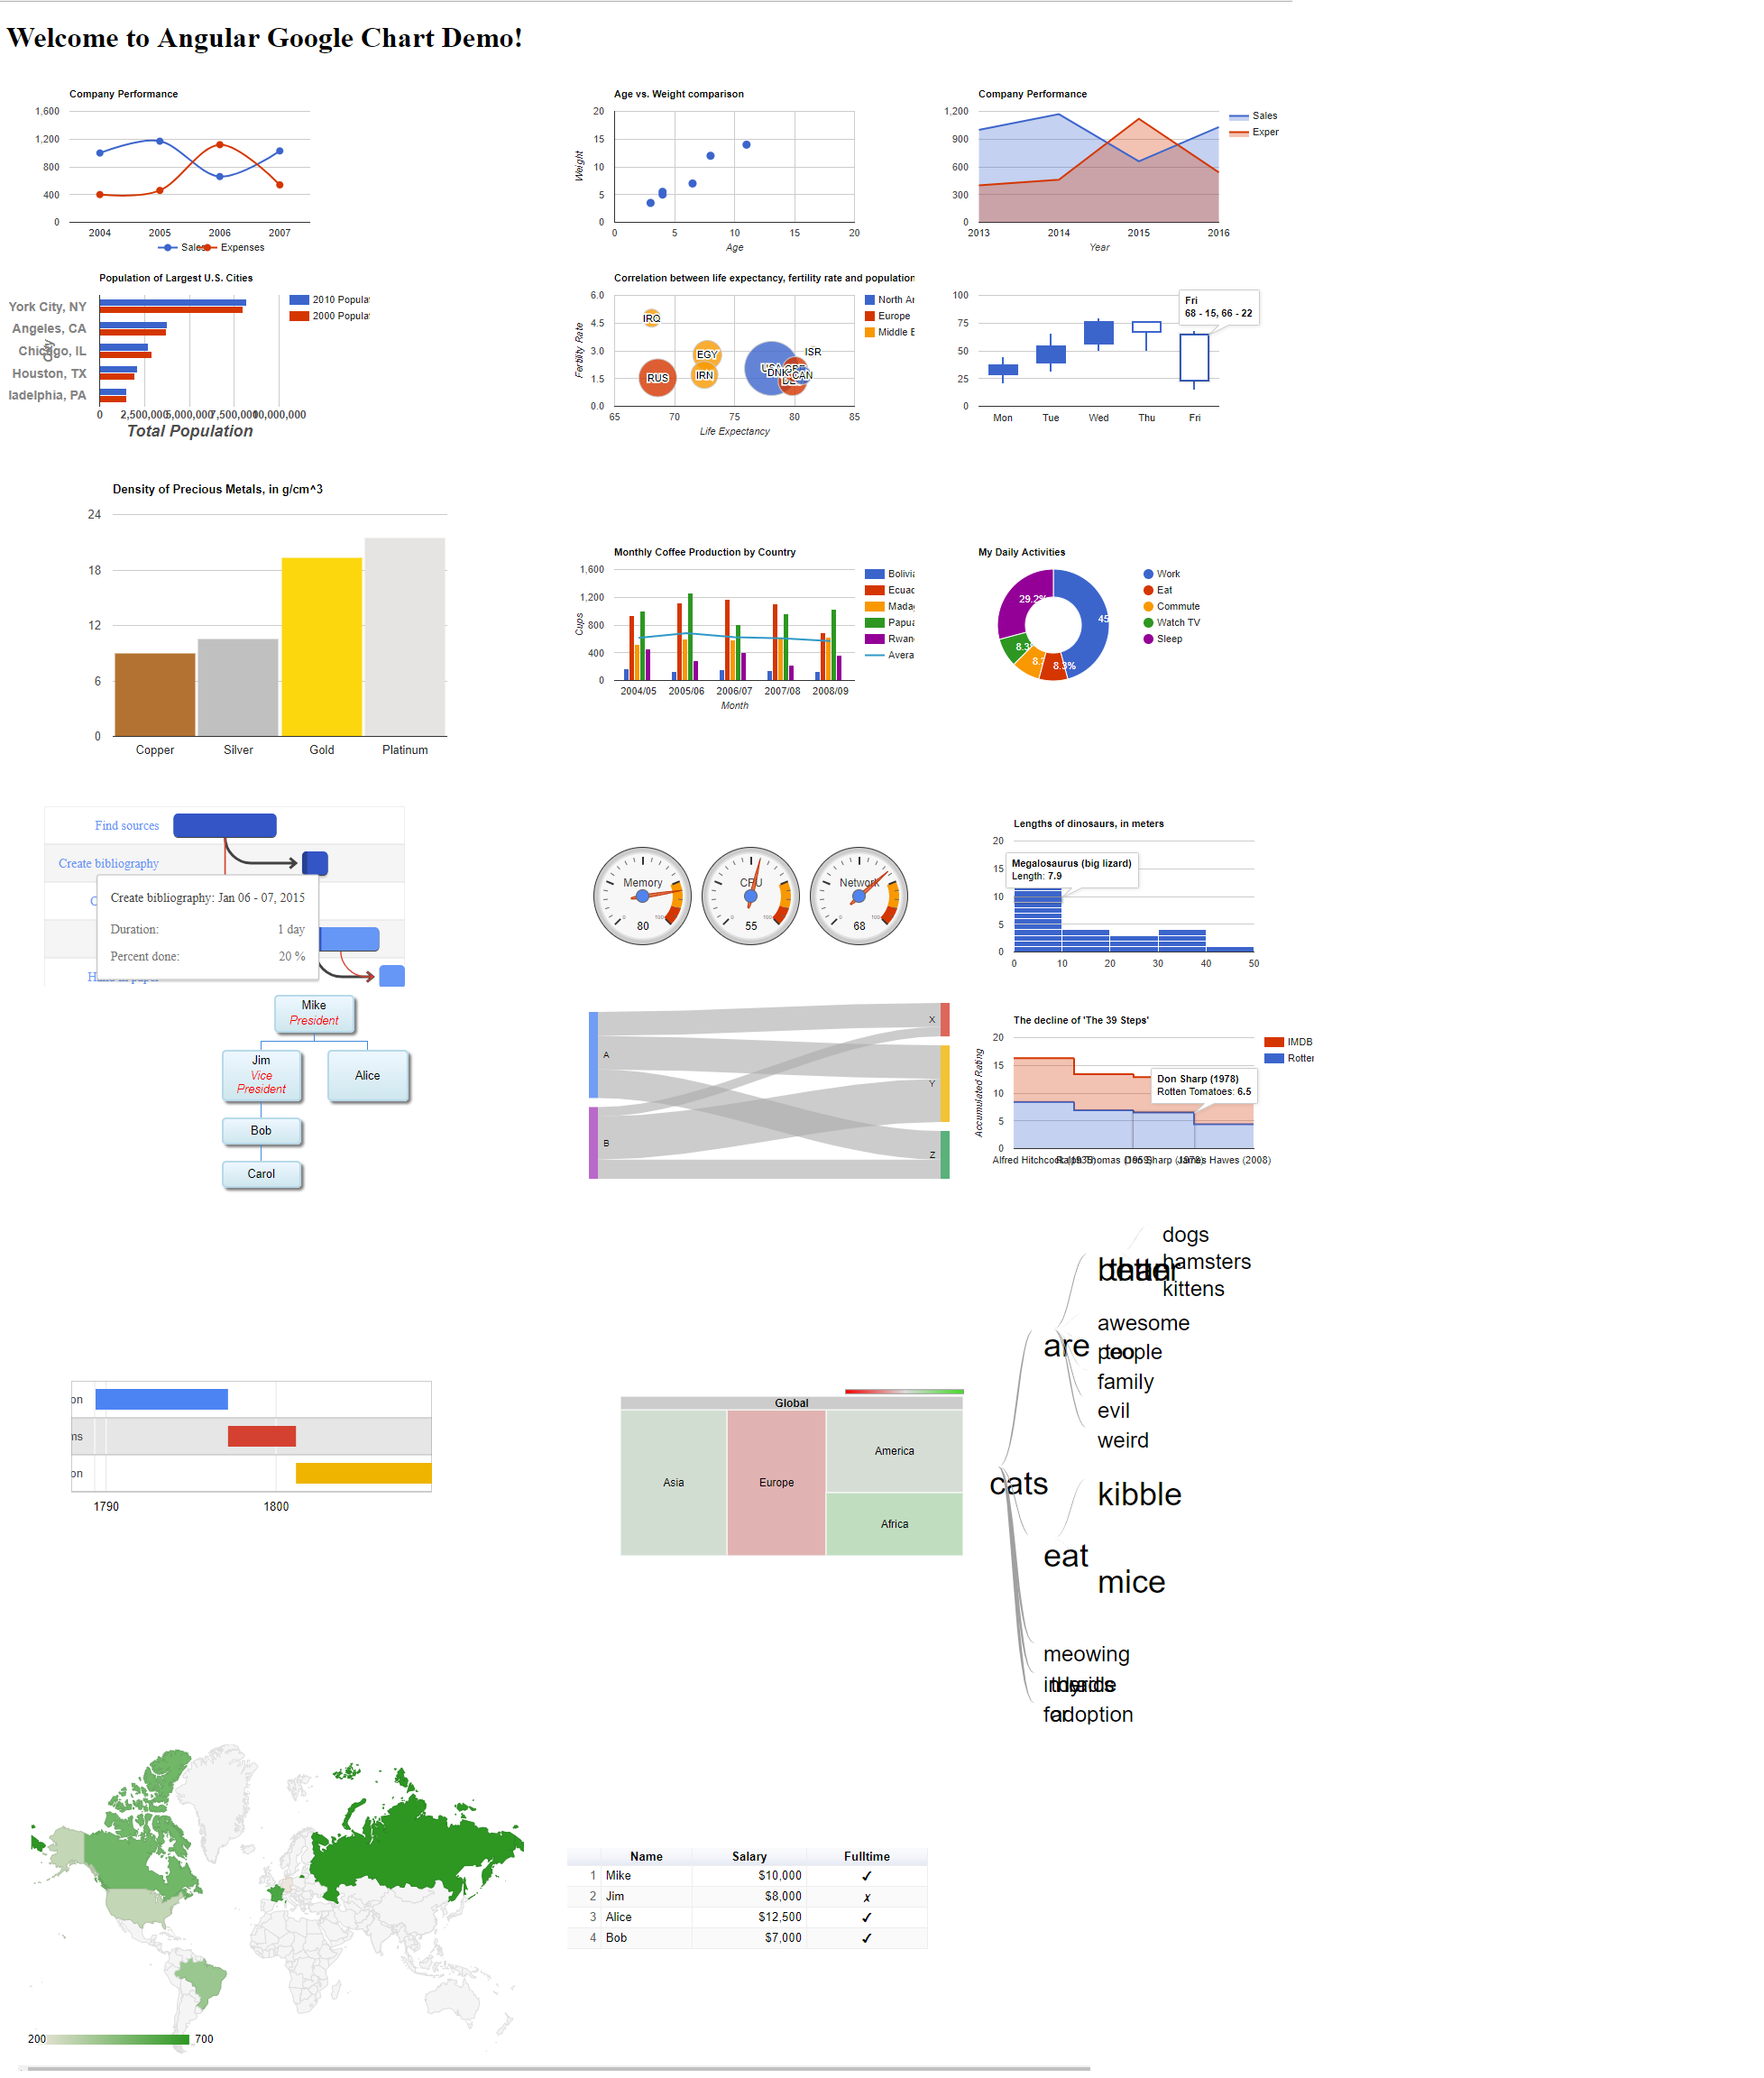 Welcome to Angular Google Chart Demo!
Company Performance
1,600
1,200
800
400
0
2004 2005 2006 2007
Sales Expenses
Age vs. Weight comparison
Weight
20
15
10
5
0
0 5 10 15 20
Age
Company Performance
1,200
900
600
300
0
2013 2014 2015 2016
Year
Sales
Exper
Population of Largest U.S. Cities
York City, NY
Angeles, CA
Chicago, IL
Houston, TX
ladelphia, PA
City
0 2,500,000 5,000,000 7,500,000 10,000,000
Total Population
2010 Popula
2000 Popula
Correlation between life expectancy, fertility rate and population
Fertility Rate
6.0
4.5
3.0
1.5
0.0
IRQ
EGY
ISR
RUS
IRN
USA
DNK
CAN
65 70 75 80 85
Life Expectancy
North Ar
Europe
Middle E
100
75
50
25
0
Fri
68 - 15, 66 - 22
Mon Tue Wed Thu Fri
Density of Precious Metals, in g/cm^3
24
18
12
6
0
Copper Silver Gold Platinum
Monthly Coffee Production by Country
Cups
1,600
1,200
800
400
0
2004/05 2005/06 2006/07 2007/08 2008/09
Month
Bolivia
Ecuac
Madag
Papua
Rwan
Avera
My Daily Activities
29.2%
45
8.3
8.3%
Work
Eat
Commute
Watch TV
Sleep
Find sources
Create bibliography
C
Create bibliography: Jan 06 - 07, 2015
Duration: 1 day
Percent done: 20 %
Hand in paper
Memory
0 100
80
CPU
0 100
55
Network
0 100
68
Lengths of dinosaurs, in meters
20
15
10
5
0
Megalosaurus (big lizard)
Length: 7.9
0 10 20 30 40 50
Mike
President
Jim
Vice
President
Alice
Bob
Carol
A
B
X
Y
Z
The decline of 'The 39 Steps'
Accumulated Rating
20
15
10
5
0
Don Sharp (1978)
Rotten Tomatoes: 6.5
Alfred Hitchcock (1935) Ralph Thomas (1959) Don Sharp (1978) James Hawes (2008)
IMDB
Rotter
on
ms
on
1790 1800
Global
Asia
Europe
America
Africa
cats
are
better
than
dogs
hamsters
kittens
awesome
people
too
family
evil
weird
eat
kibble
mice
meowing
in
the
for
adoption
200 700
Name Salary Fulltime
1 Mike $10,000 ✔
2 Jim $8,000 ✗
3 Alice $12,500 ✔
4 Bob $7,000 ✔